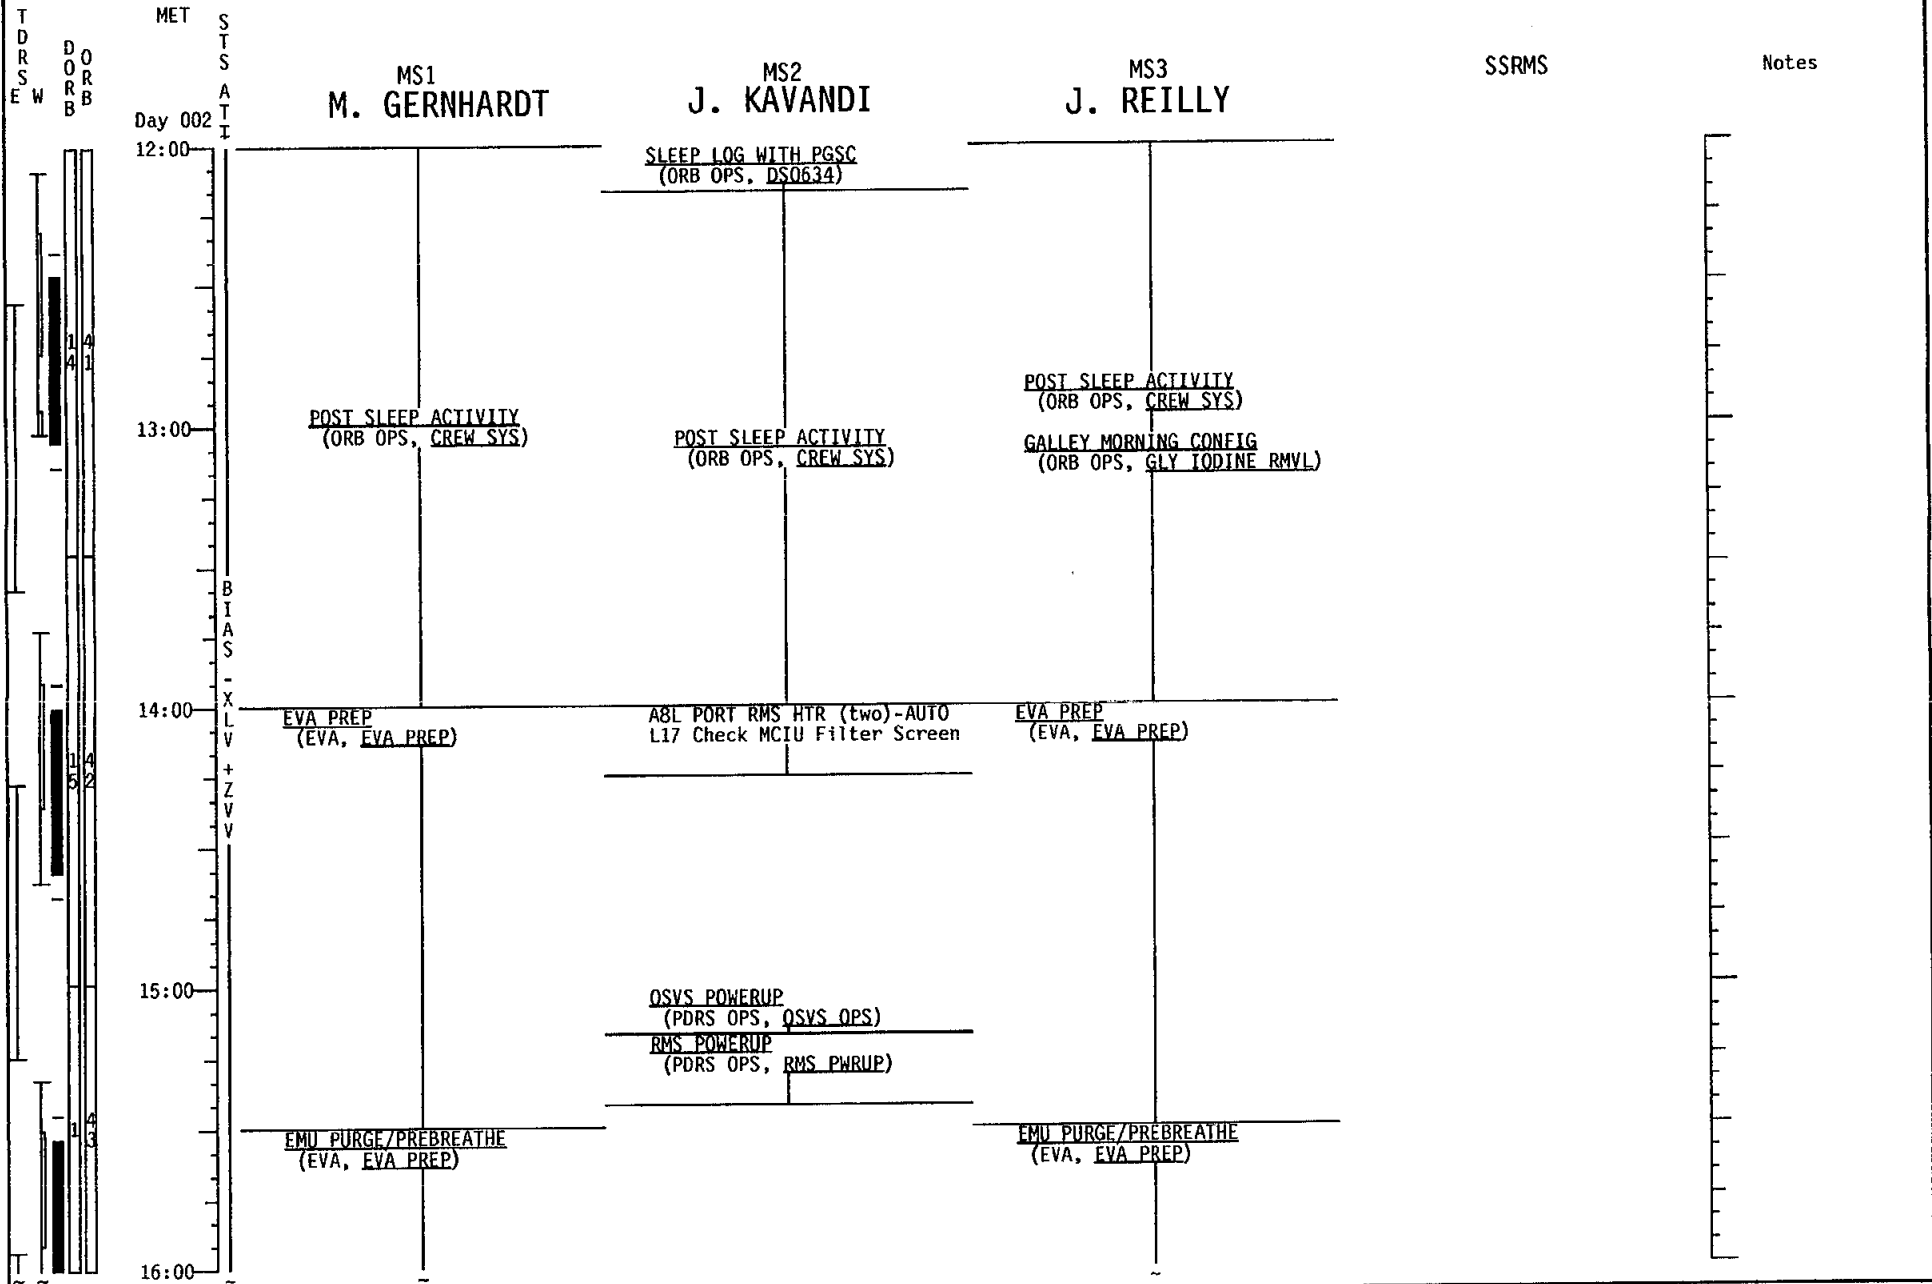 TDRS
E W
DORB
ORB
MET
STS ATT
Day 002
MS1
M. GERNHARDT
MS2
J. KAVANDI
MS3
J. REILLY
SSRMS
Notes
12:00
SLEEP LOG WITH PGSC
(ORB OPS, DSO634)
14
41
POST SLEEP ACTIVITY
(ORB OPS, CREW SYS)
13:00
POST SLEEP ACTIVITY
(ORB OPS, CREW SYS)
POST SLEEP ACTIVITY
(ORB OPS, CREW SYS)
GALLEY MORNING CONFIG
(ORB OPS, GLY IODINE RMVL)
BIAS -XLV +ZVV
14:00
EVA PREP
(EVA, EVA PREP)
A8L PORT RMS HTR (two)-AUTO
L17 Check MCIU Filter Screen
EVA PREP
(EVA, EVA PREP)
15
42
15:00
OSVS POWERUP
(PDRS OPS, OSVS OPS)
RMS POWERUP
(PDRS OPS, RMS PWRUP)
1
43
EMU PURGE/PREBREATHE
(EVA, EVA PREP)
EMU PURGE/PREBREATHE
(EVA, EVA PREP)
16:00